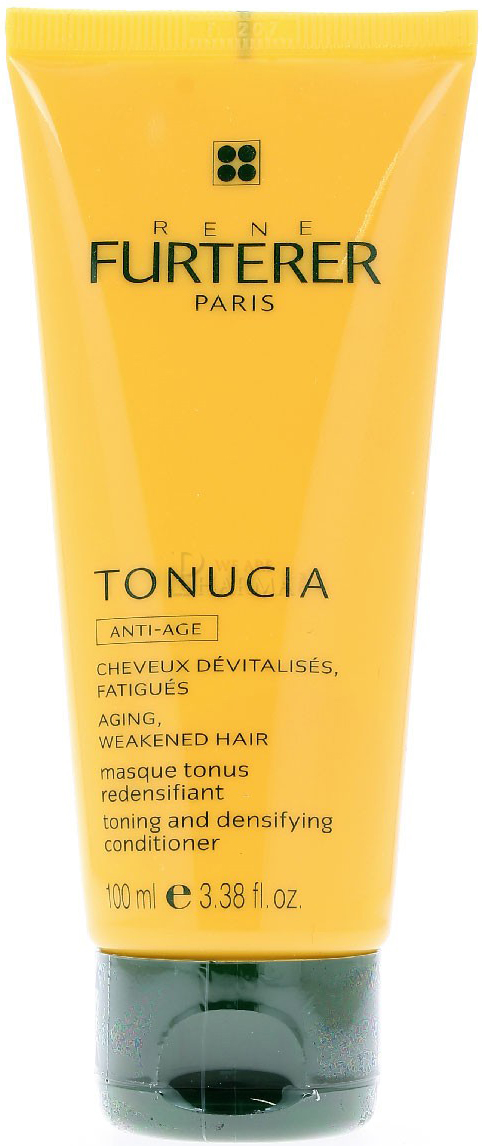 RENE
FURTERER
PARIS
TONUCIA
ANTI-AGE
CHEVEUX DÉVITALISÉS,
FATIGUÉS
AGING,
WEAKENED HAIR
masque tonus
redensifiant
toning and densifying
conditioner
100 ml e 3.38 fl.oz.